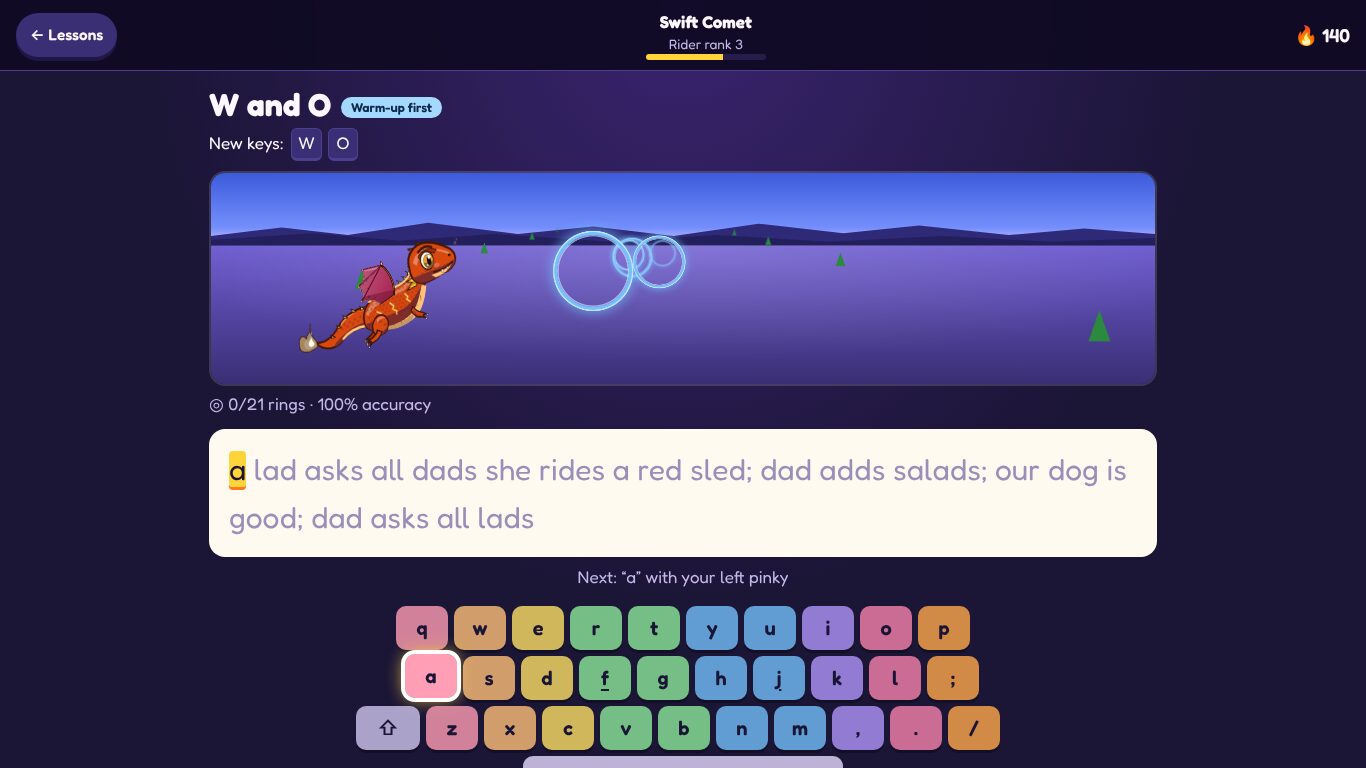 ← Lessons
Swift Comet
Rider rank 3
🔥 140
W and O
Warm-up first
New keys: W O
◎ 0/21 rings · 100% accuracy
a lad asks all dads she rides a red sled; dad adds salads; our dog is
good; dad asks all lads
Next: “a” with your left pinky
q w e r t y u i o p
a s d f g h j k l ;
⇧ z x c v b n m , . /